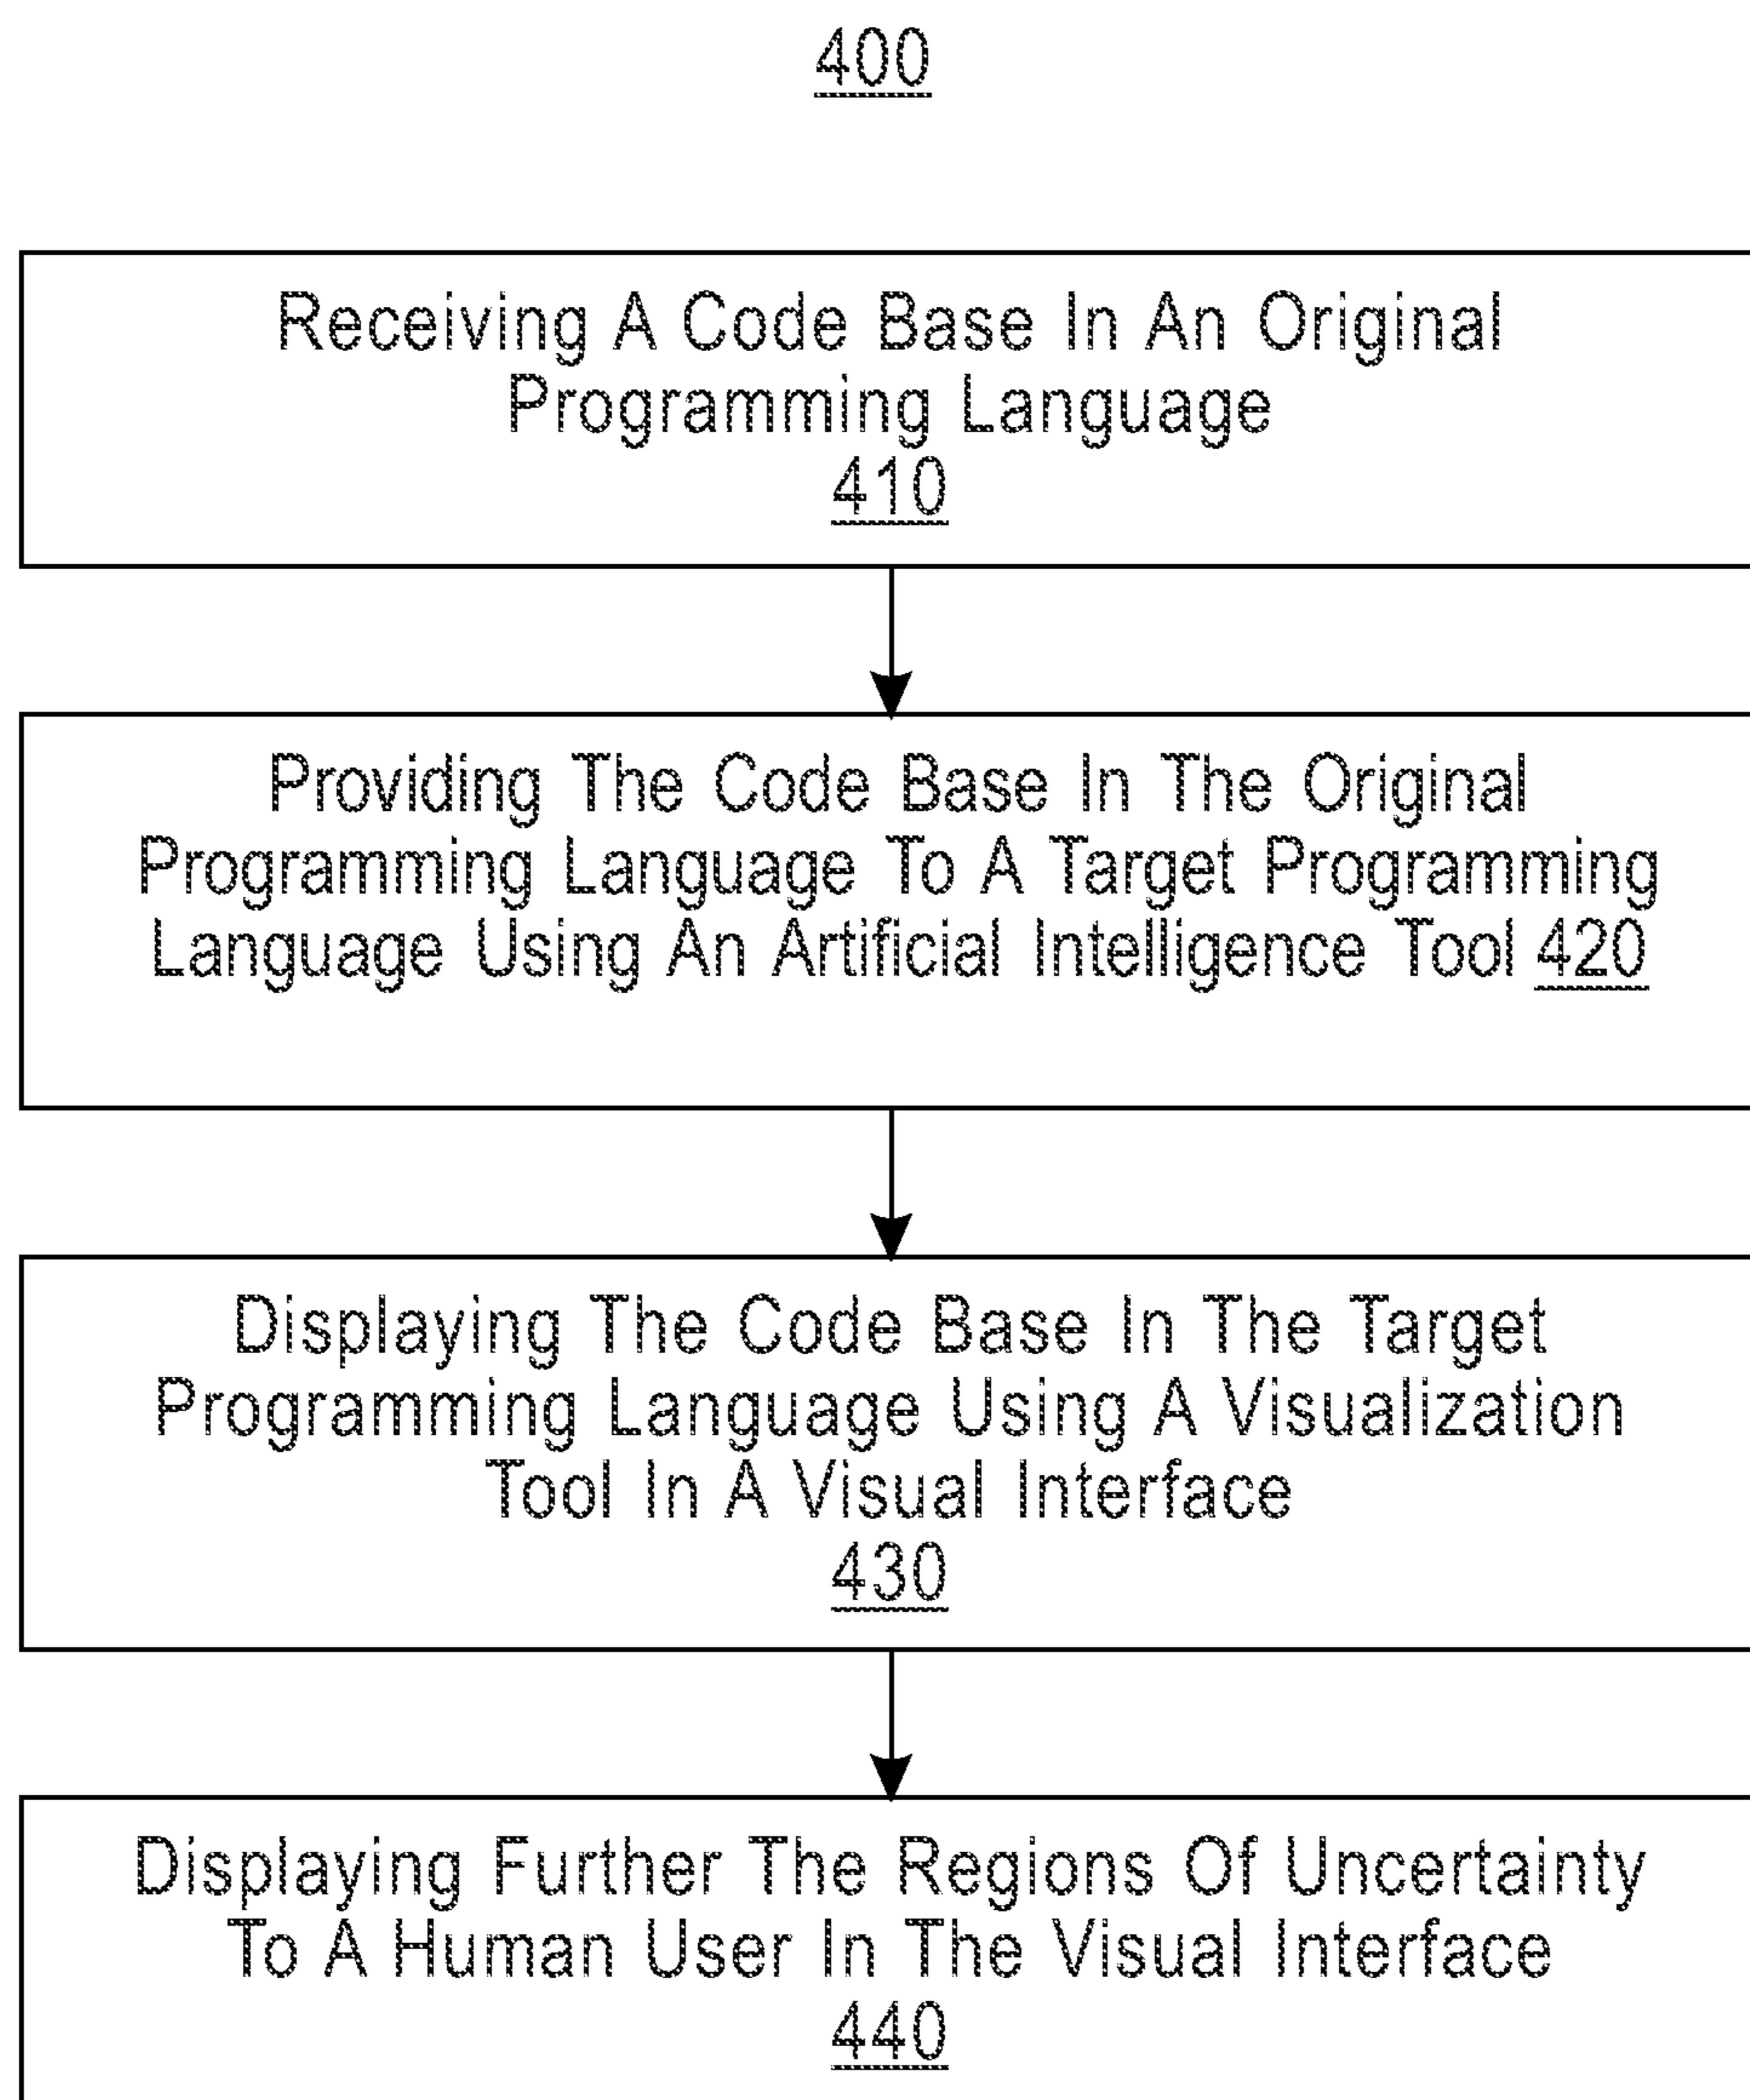 400
Receiving A Code Base In An Original
Programming Language
410
Providing The Code Base In The Original
Programming Language To A Target Programming
Language Using An Artificial Intelligence Tool 420
Displaying The Code Base In The Target
Programming Language Using A Visualization
Tool In A Visual Interface
430
Displaying Further The Regions Of Uncertainty
To A Human User In The Visual Interface
440